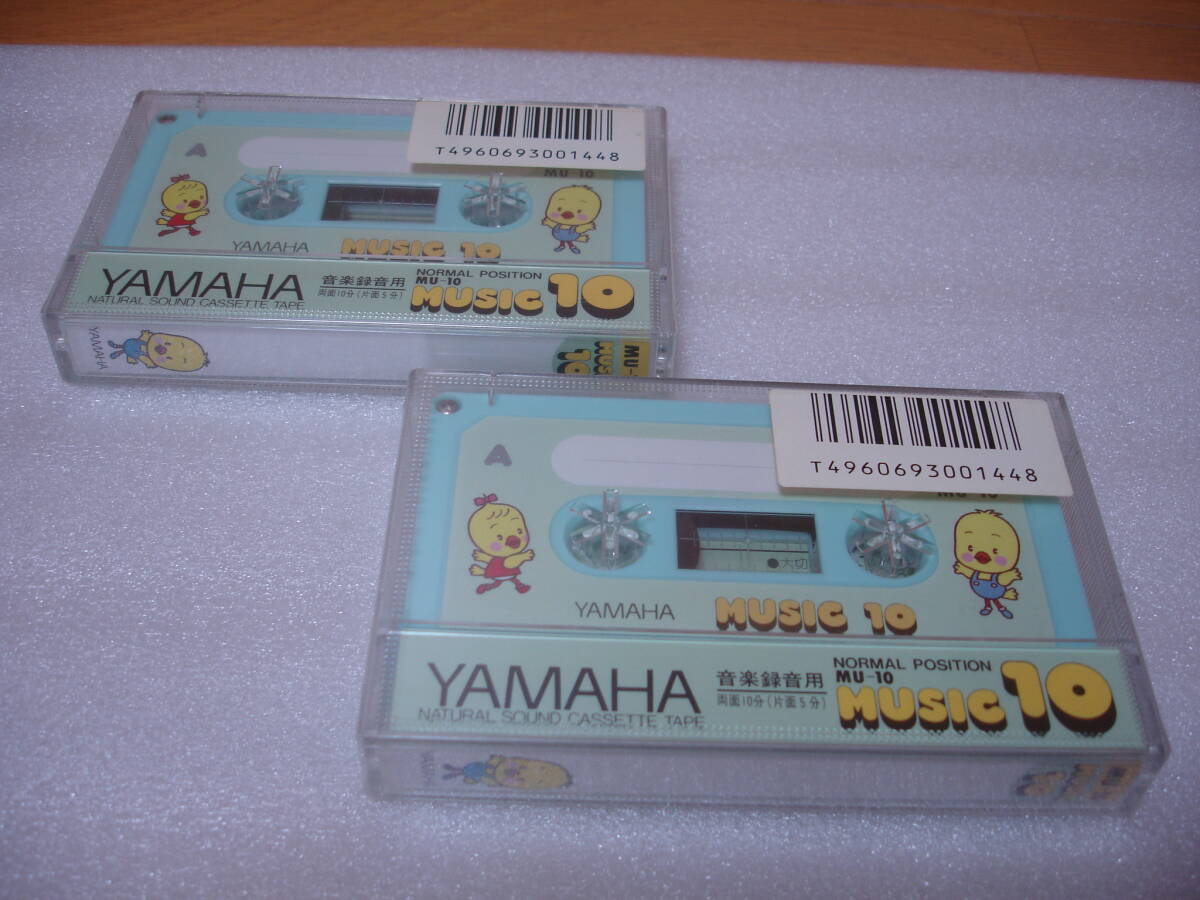 T4960693001448
MU-10
A
YAMAHA
MUSIC 10
YAMAHA
NATURAL SOUND CASSETTE TAPE
音楽録音用
両面10分(片面5分)
NORMAL POSITION
MU-10
MUSIC 10
YAMAHA
T4960693001448
MU-10
A
●大切
YAMAHA
MUSIC 10
YAMAHA
NATURAL SOUND CASSETTE TAPE
音楽録音用
両面10分(片面5分)
NORMAL POSITION
MU-10
MUSIC 10